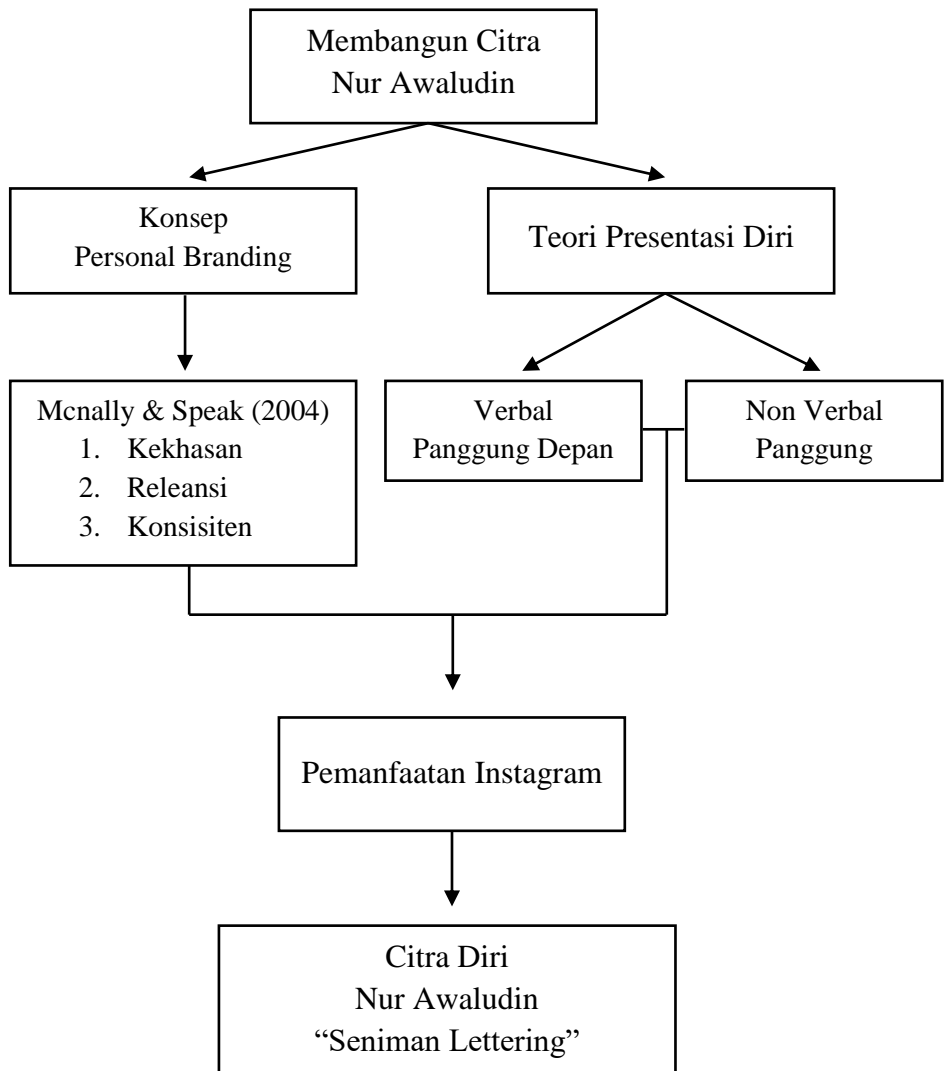 Membangun Citra
Nur Awaludin
Konsep
Personal Branding
Teori Presentasi Diri
Mcnally & Speak (2004)
1. Kekhasan
2. Releansi
3. Konsisiten
Verbal
Panggung Depan
Non Verbal
Panggung
Pemanfaatan Instagram
Citra Diri
Nur Awaludin
“Seniman Lettering”